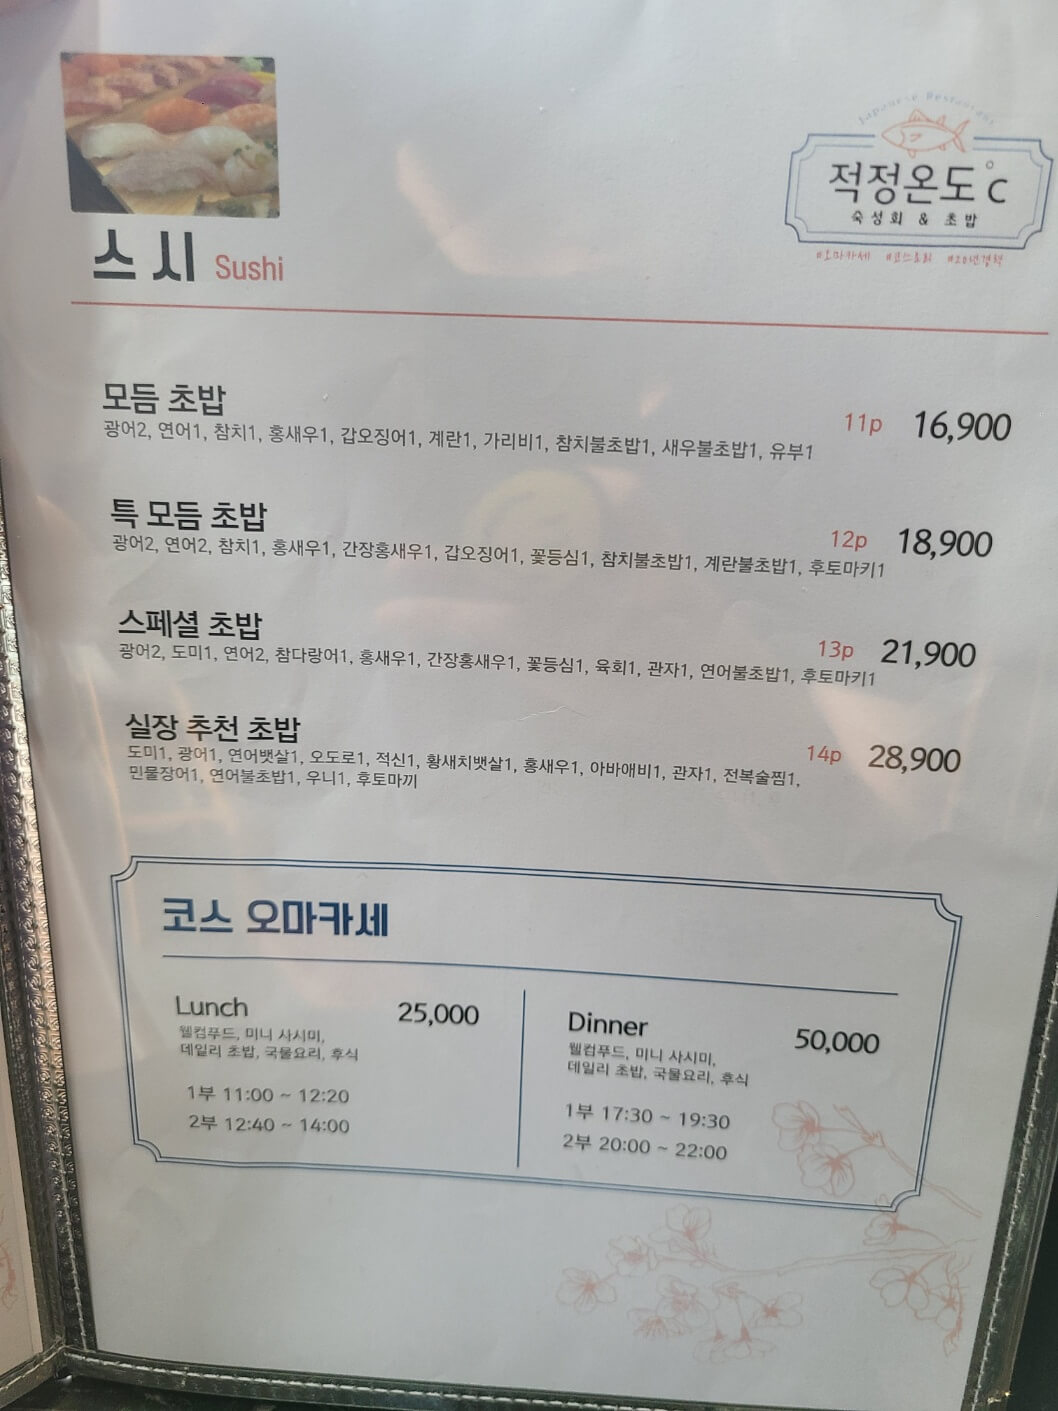 Japanese Restaurant
적정온도℃
숙성회 & 초밥
#오마카세 #코스요리 #20년경력
스시 Sushi
모듬 초밥 11p 16,900
광어2, 연어1, 참치1, 홍새우1, 갑오징어1, 계란1, 가리비1, 참치불초밥1, 새우불초밥1, 유부1
특 모듬 초밥 12p 18,900
광어2, 연어2, 참치1, 홍새우1, 간장홍새우1, 갑오징어1, 꽃등심1, 참치불초밥1, 계란불초밥1, 후토마키1
스페셜 초밥 13p 21,900
광어2, 도미1, 연어2, 참다랑어1, 홍새우1, 간장홍새우1, 꽃등심1, 육회1, 관자1, 연어불초밥1, 후토마키1
실장 추천 초밥 14p 28,900
도미1, 광어1, 연어뱃살1, 오도로1, 적신1, 황새치뱃살1, 홍새우1, 아바애비1, 관자1, 전복술찜1,
민물장어1, 연어불초밥1, 우니1, 후토마끼
코스 오마카세
Lunch 25,000
웰컴푸드, 미니 사시미,
데일리 초밥, 국물요리, 후식
1부 11:00 ~ 12:20
2부 12:40 ~ 14:00
Dinner 50,000
웰컴푸드, 미니 사시미,
데일리 초밥, 국물요리, 후식
1부 17:30 ~ 19:30
2부 20:00 ~ 22:00